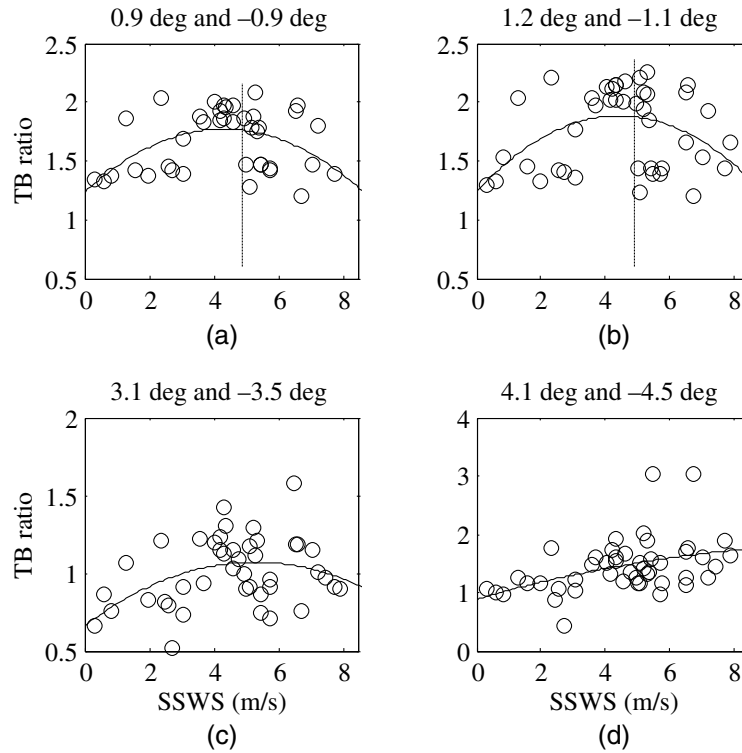 0.9 deg and –0.9 deg
2.5
2
1.5
1
0.5
TB ratio
0 2 4 6 8
(a)
1.2 deg and –1.1 deg
2.5
2
1.5
1
0.5
0 2 4 6 8
(b)
3.1 deg and –3.5 deg
2
1.5
1
0.5
TB ratio
0 2 4 6 8
SSWS (m/s)
(c)
4.1 deg and –4.5 deg
4
3
2
1
0
0 2 4 6 8
SSWS (m/s)
(d)